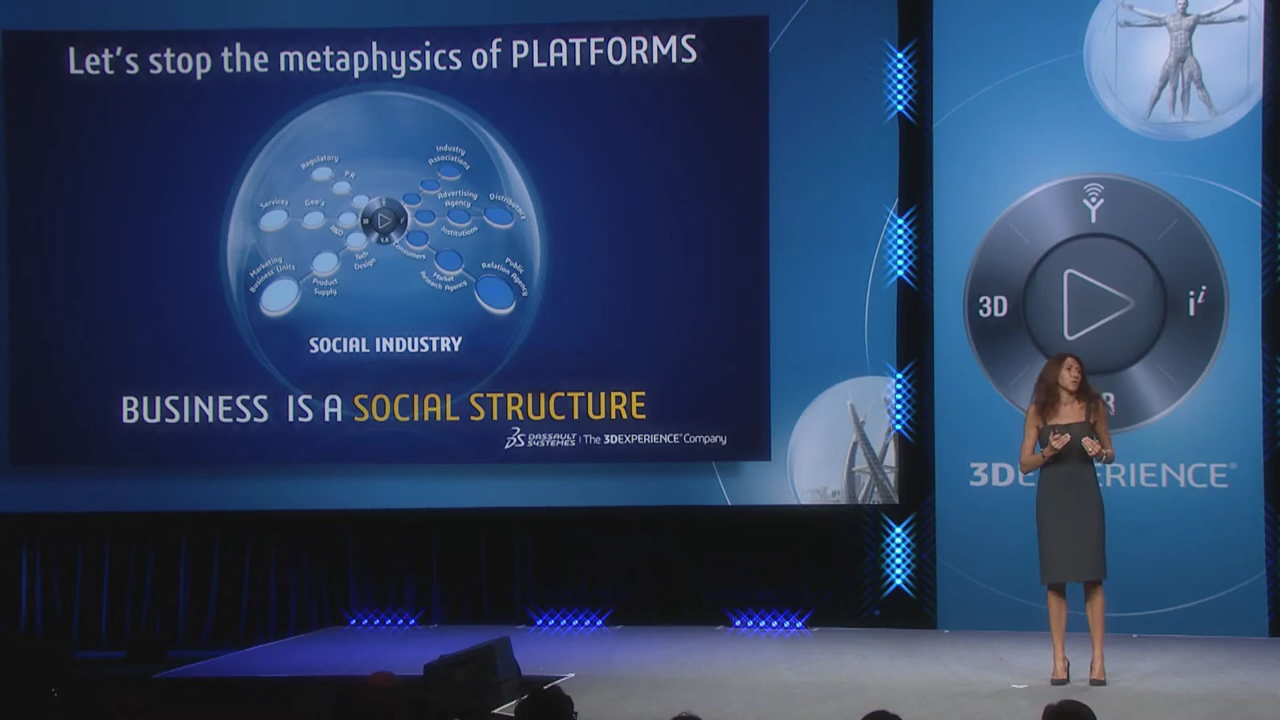 Let's stop the metaphysics of PLATFORMS
Industry
Associations
Regulatory
PR
Advertising
Agency
Distributors
Services
Geo's
Institutions
R&D
Consumers
Tech
Design
Marketing
Business Units
Product
Supply
Market
Research Agency
Public
Relation Agency
SOCIAL INDUSTRY
BUSINESS IS A SOCIAL STRUCTURE
DASSAULT
SYSTEMES | The 3DEXPERIENCE® Company
3D
i
V.R
3D
i i
R
3DE ERIENCE®